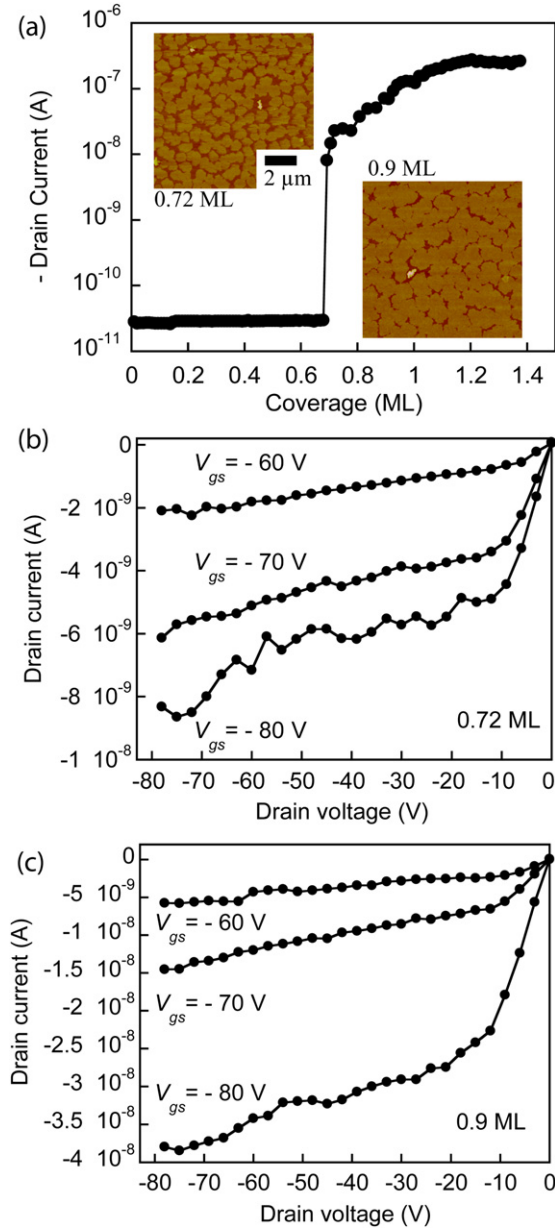 (a)
10^-6
10^-7
10^-8
10^-9
10^-10
10^-11
- Drain Current (A)
0.72 ML
2 µm
0.9 ML
0 0.2 0.4 0.6 0.8 1 1.2 1.4
Coverage (ML)
(b)
0
-2 10^-9
-4 10^-9
-6 10^-9
-8 10^-9
-1 10^-8
Drain current (A)
V_gs = - 60 V
V_gs = - 70 V
V_gs = - 80 V
0.72 ML
-80 -70 -60 -50 -40 -30 -20 -10 0
Drain voltage (V)
(c)
0
-5 10^-9
-1 10^-8
-1.5 10^-8
-2 10^-8
-2.5 10^-8
-3 10^-8
-3.5 10^-8
-4 10^-8
Drain current (A)
V_gs = - 60 V
V_gs = - 70 V
V_gs = - 80 V
0.9 ML
-80 -70 -60 -50 -40 -30 -20 -10 0
Drain voltage (V)